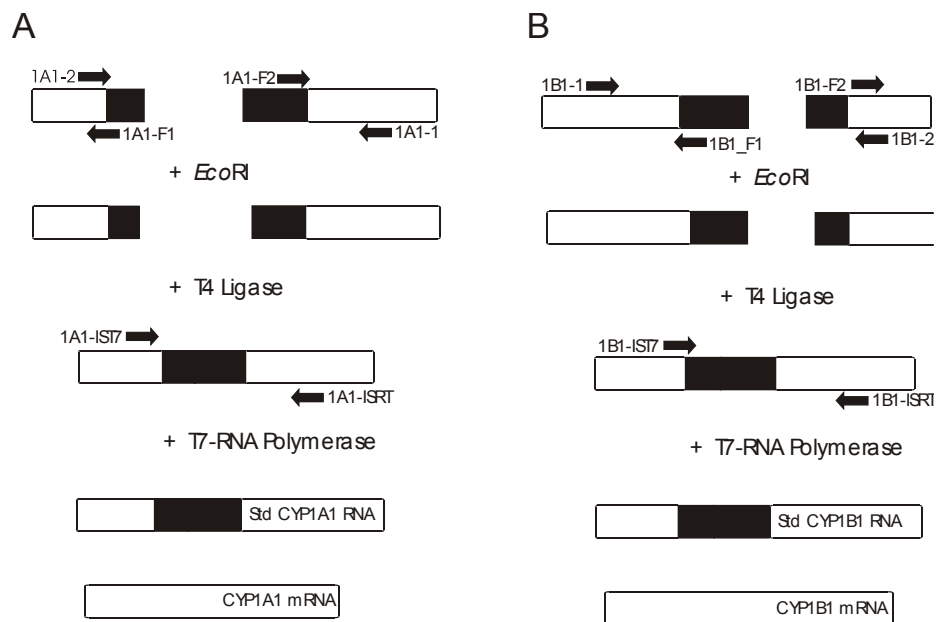 A
1A1-2
1A1-F2
1A1-F1
1A1-1
+ EcoRI
+ T4 Ligase
1A1-IST7
1A1-ISRT
+ T7-RNA Polymerase
Std CYP1A1 RNA
CYP1A1 mRNA
B
1B1-1
1B1-F2
1B1_F1
1B1-2
+ EcoRI
+ T4 Ligase
1B1-IST7
1B1-ISRT
+ T7-RNA Polymerase
Std CYP1B1 RNA
CYP1B1 mRNA